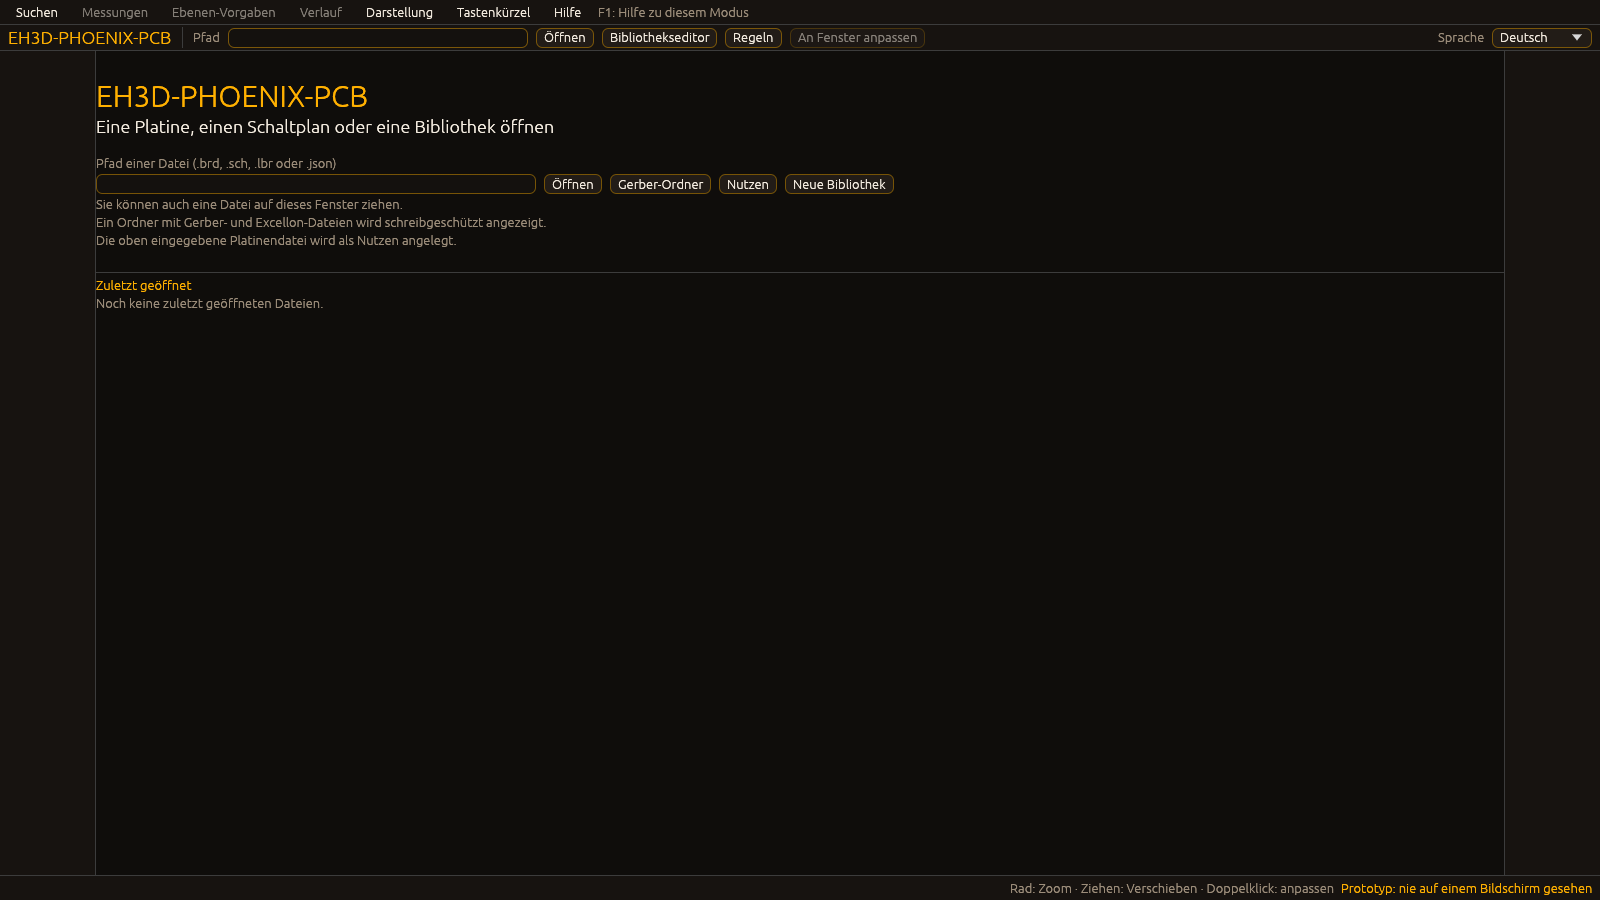 Suchen Messungen Ebenen-Vorgaben Verlauf Darstellung Tastenkürzel Hilfe F1: Hilfe zu diesem Modus
EH3D-PHOENIX-PCB Pfad Öffnen Bibliothekseditor Regeln An Fenster anpassen Sprache Deutsch
EH3D-PHOENIX-PCB
Eine Platine, einen Schaltplan oder eine Bibliothek öffnen
Pfad einer Datei (.brd, .sch, .lbr oder .json)
Öffnen Gerber-Ordner Nutzen Neue Bibliothek
Sie können auch eine Datei auf dieses Fenster ziehen.
Ein Ordner mit Gerber- und Excellon-Dateien wird schreibgeschützt angezeigt.
Die oben eingegebene Platinendatei wird als Nutzen angelegt.
Zuletzt geöffnet
Noch keine zuletzt geöffneten Dateien.
Rad: Zoom · Ziehen: Verschieben · Doppelklick: anpassen Prototyp: nie auf einem Bildschirm gesehen